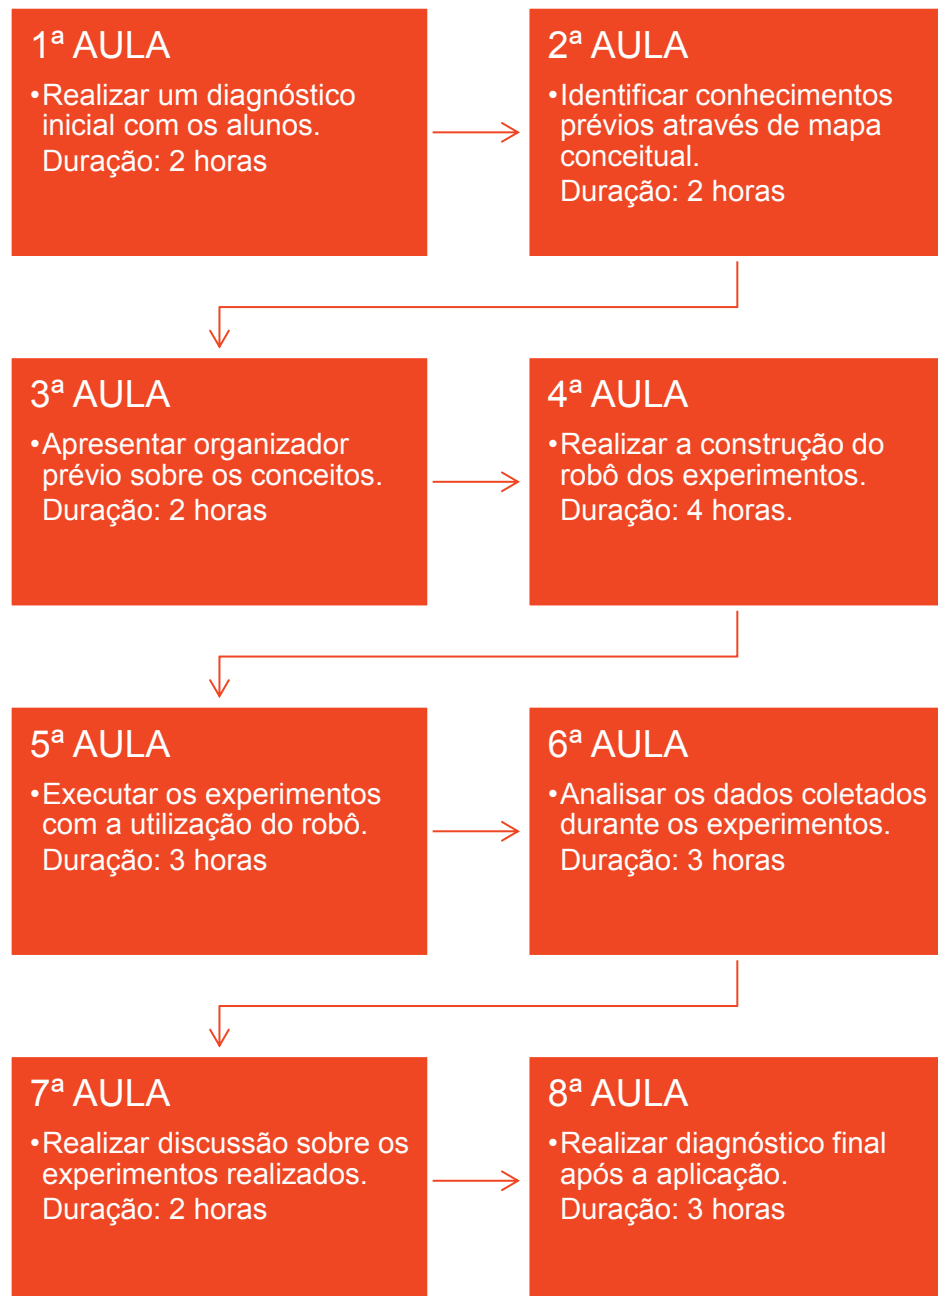 1ª AULA
•Realizar um diagnóstico
inicial com os alunos.
Duração: 2 horas
2ª AULA
•Identificar conhecimentos
prévios através de mapa
conceitual.
Duração: 2 horas
3ª AULA
•Apresentar organizador
prévio sobre os conceitos.
Duração: 2 horas
4ª AULA
•Realizar a construção do
robô dos experimentos.
Duração: 4 horas.
5ª AULA
•Executar os experimentos
com a utilização do robô.
Duração: 3 horas
6ª AULA
•Analisar os dados coletados
durante os experimentos.
Duração: 3 horas
7ª AULA
•Realizar discussão sobre os
experimentos realizados.
Duração: 2 horas
8ª AULA
•Realizar diagnóstico final
após a aplicação.
Duração: 3 horas